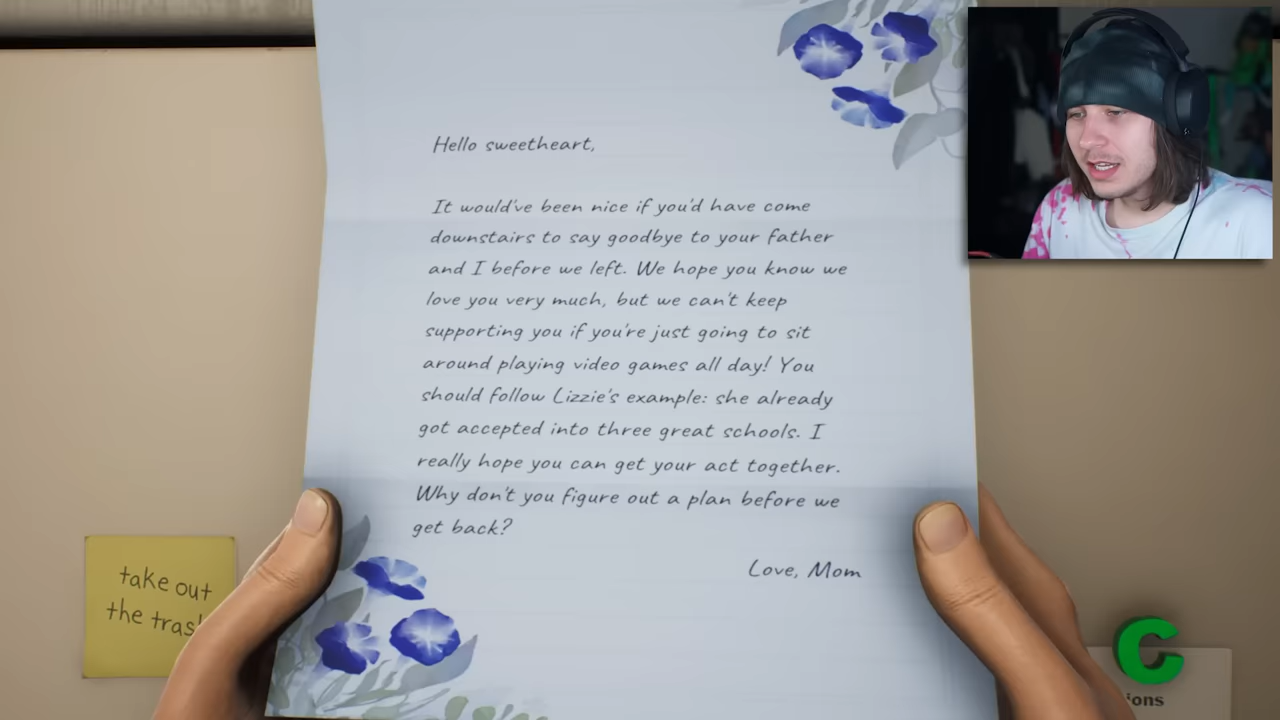 Hello sweetheart,
It would've been nice if you'd have come
downstairs to say goodbye to your father
and I before we left. We hope you know we
love you very much, but we can't keep
supporting you if you're just going to sit
around playing video games all day! You
should follow Lizzie's example: she already
got accepted into three great schools. I
really hope you can get your act together.
Why don't you figure out a plan before we
get back?
Love, Mom
take out
the
C